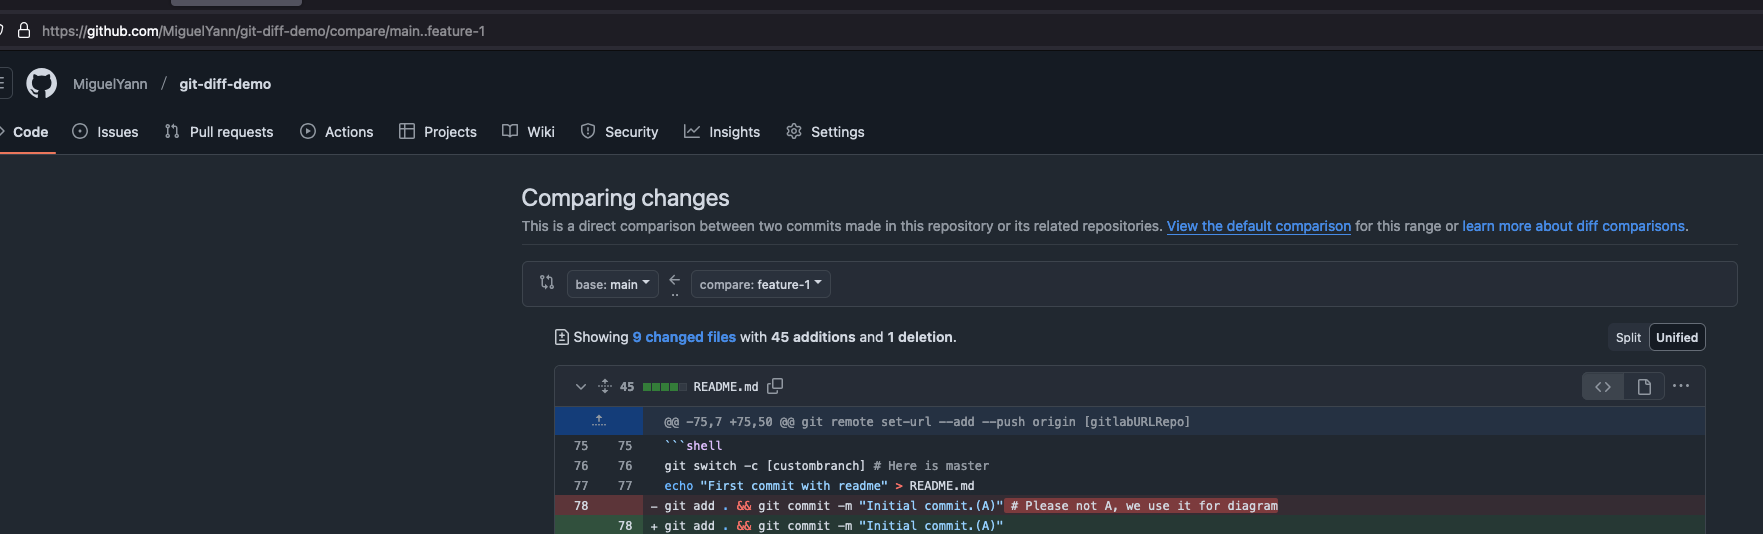 https://github.com/MiguelYann/git-diff-demo/compare/main..feature-1
MiguelYann / git-diff-demo
Code Issues Pull requests Actions Projects Wiki Security Insights Settings
Comparing changes
This is a direct comparison between two commits made in this repository or its related repositories. View the default comparison for this range or learn more about diff comparisons.
base: main .. compare: feature-1
Showing 9 changed files with 45 additions and 1 deletion. Split Unified
45 README.md
@@ -75,7 +75,50 @@ git remote set-url --add --push origin [gitlabURLRepo]
75 75 ```shell
76 76 git switch -c [custombranch] # Here is master
77 77 echo "First commit with readme" > README.md
78 - git add . && git commit -m "Initial commit.(A)" # Please not A, we use it for diagram
78 + git add . && git commit -m "Initial commit.(A)"